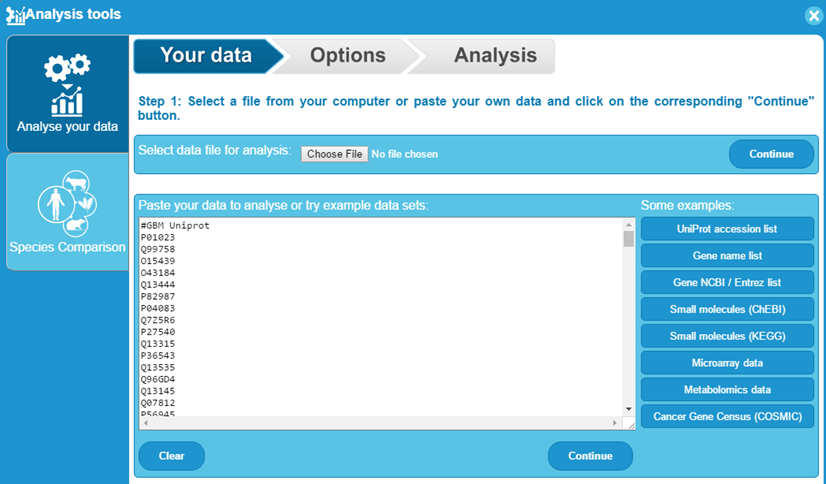 Analysis tools
Analyse your data
Species Comparison
Your data
Options
Analysis
Step 1: Select a file from your computer or paste your own data and click on the corresponding "Continue"
button.
Select data file for analysis:
Choose File
No file chosen
Continue
Paste your data to analyse or try example data sets:
#GBM Uniprot
P01023
Q99758
O15439
O43184
Q13444
P82987
P04083
Q7Z5R6
P27540
Q13315
P36543
Q13535
Q96GD4
Q13145
Q07812
P56945
Clear
Continue
Some examples:
UniProt accession list
Gene name list
Gene NCBI / Entrez list
Small molecules (ChEBI)
Small molecules (KEGG)
Microarray data
Metabolomics data
Cancer Gene Census (COSMIC)